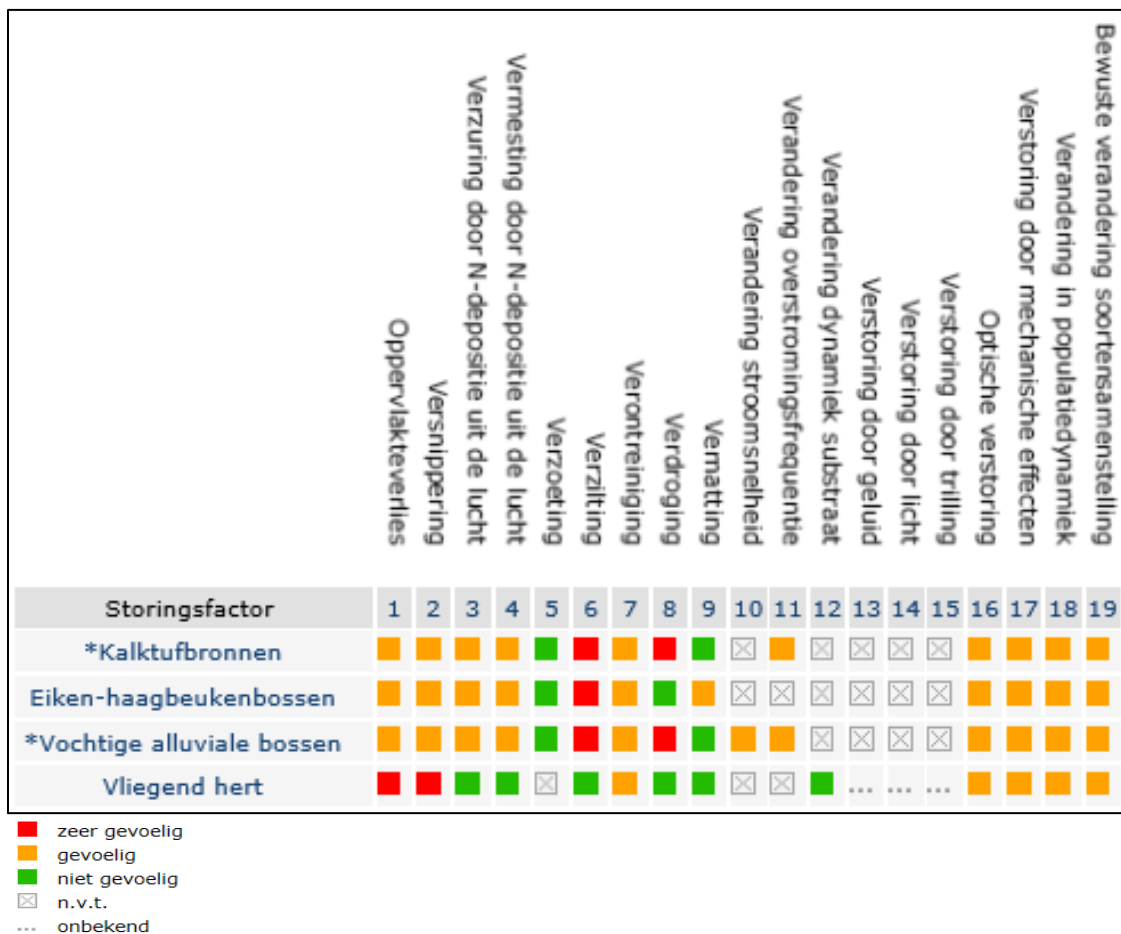 Oppervlakteverlies
Versnippering
Verzuring door N-depositie uit de lucht
Vermesting door N-depositie uit de lucht
Verzoeting
Verzilting
Verontreiniging
Verdroging
Vernatting
Verandering stroomsnelheid
Verandering overstromingsfrequentie
Verandering dynamiek substraat
Verstoring door geluid
Verstoring door licht
Verstoring door trilling
Optische verstoring
Verstoring door mechanische effecten
Verandering in populatiedynamiek
Bewuste verandering soortensamenstelling
Storingsfactor 1 2 3 4 5 6 7 8 9 10 11 12 13 14 15 16 17 18 19
*Kalktufbronnen
Eiken-haagbeukenbossen
*Vochtige alluviale bossen
Vliegend hert ... ... ...
zeer gevoelig
gevoelig
niet gevoelig
n.v.t.
... onbekend